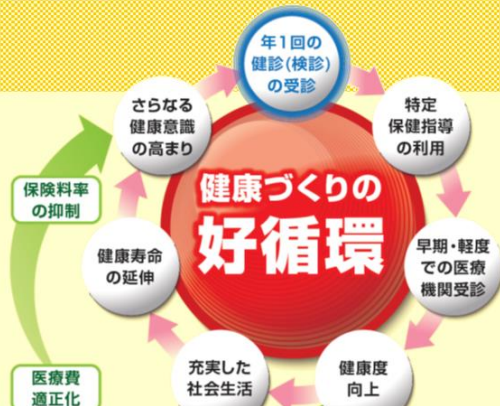 年1回の
健診(検診)
の受診
特定
保健指導
の利用
早期・軽度
での医療
機関受診
健康度
向上
充実した
社会生活
健康寿命
の延伸
さらなる
健康意識
の高まり
健康づくりの
好循環
保険料率
の抑制
医療費
適正化